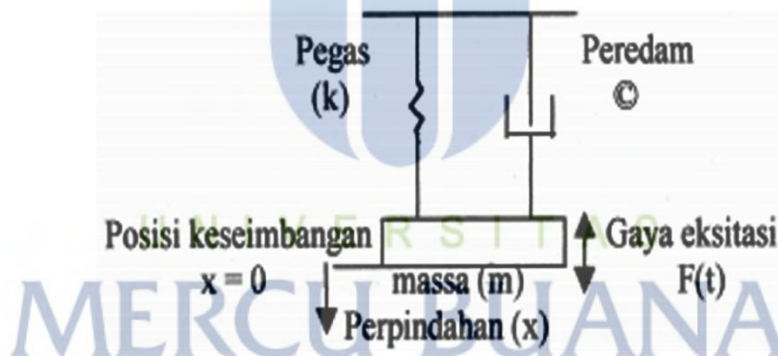 Pegas
(k)
Peredam
©
UNIVERSITAS
Posisi keseimbangan
x = 0
Gaya eksitasi
F(t)
massa (m)
Perpindahan (x)
MERCU BUANA